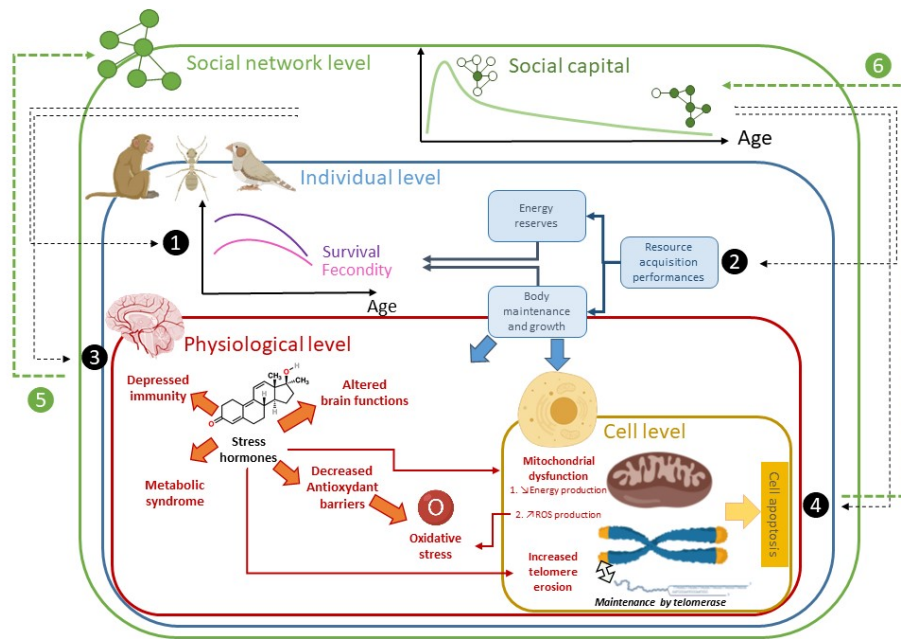 Social network level
Social capital
6
Age
Individual level
1
Survival
Fecondity
Age
Energy
reserves
Resource
acquisition
performances
2
Body
maintenance
and growth
3
Physiological level
5
Depressed
immunity
H
O
CH₃
CH₃
H
H
H
O
Altered
brain functions
Stress
hormones
Metabolic
syndrome
Decreased
Antioxydant
barriers
O
Oxidative
stress
Cell level
Mitochondrial
dysfunction
1. ↘Energy production
2. ↗ROS production
Increased
telomere
erosion
Maintenance by telomerase
Cell apoptosis
4